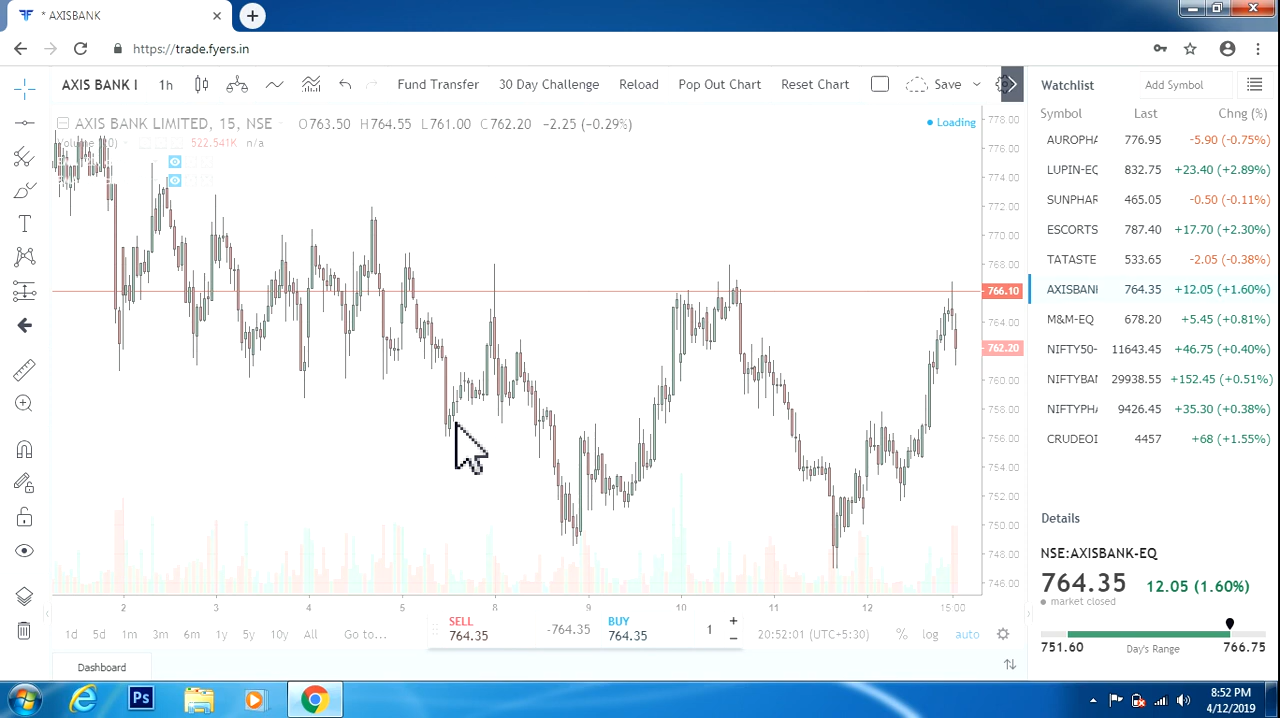 * AXISBANK
https://trade.fyers.in
AXIS BANK I 1h Fund Transfer 30 Day Challenge Reload Pop Out Chart Reset Chart Save
Watchlist Add Symbol
Symbol Last Chng (%)
AXIS BANK LIMITED, 15, NSE O763.50 H764.55 L761.00 C762.20 -2.25 (-0.29%)
Loading
522.541K n/a
AUROPHA 776.95 -5.90 (-0.75%)
LUPIN-EQ 832.75 +23.40 (+2.89%)
SUNPHAR 465.05 -0.50 (-0.11%)
ESCORTS 787.40 +17.70 (+2.30%)
TATASTE 533.65 -2.05 (-0.38%)
AXISBANK 764.35 +12.05 (+1.60%)
M&M-EQ 678.20 +5.45 (+0.81%)
NIFTY50- 11643.45 +46.75 (+0.40%)
NIFTYBAN 29938.55 +152.45 (+0.51%)
NIFTYPHA 9426.45 +35.30 (+0.38%)
CRUDEOI 4457 +68 (+1.55%)
778.00
776.00
774.00
772.00
770.00
768.00
766.10
764.00
762.20
760.00
758.00
756.00
754.00
752.00
750.00
748.00
746.00
2 3 4 5 8 9 10 11 12 15:00
Details
NSE:AXISBANK-EQ
764.35 12.05 (1.60%)
market closed
751.60 Day's Range 766.75
1d 5d 1m 3m 6m 1y 5y 10y All Go to...
SELL
764.35
-764.35
BUY
764.35
1
20:52:01 (UTC+5:30) % log auto
Dashboard
Ps
8:52 PM
4/12/2019